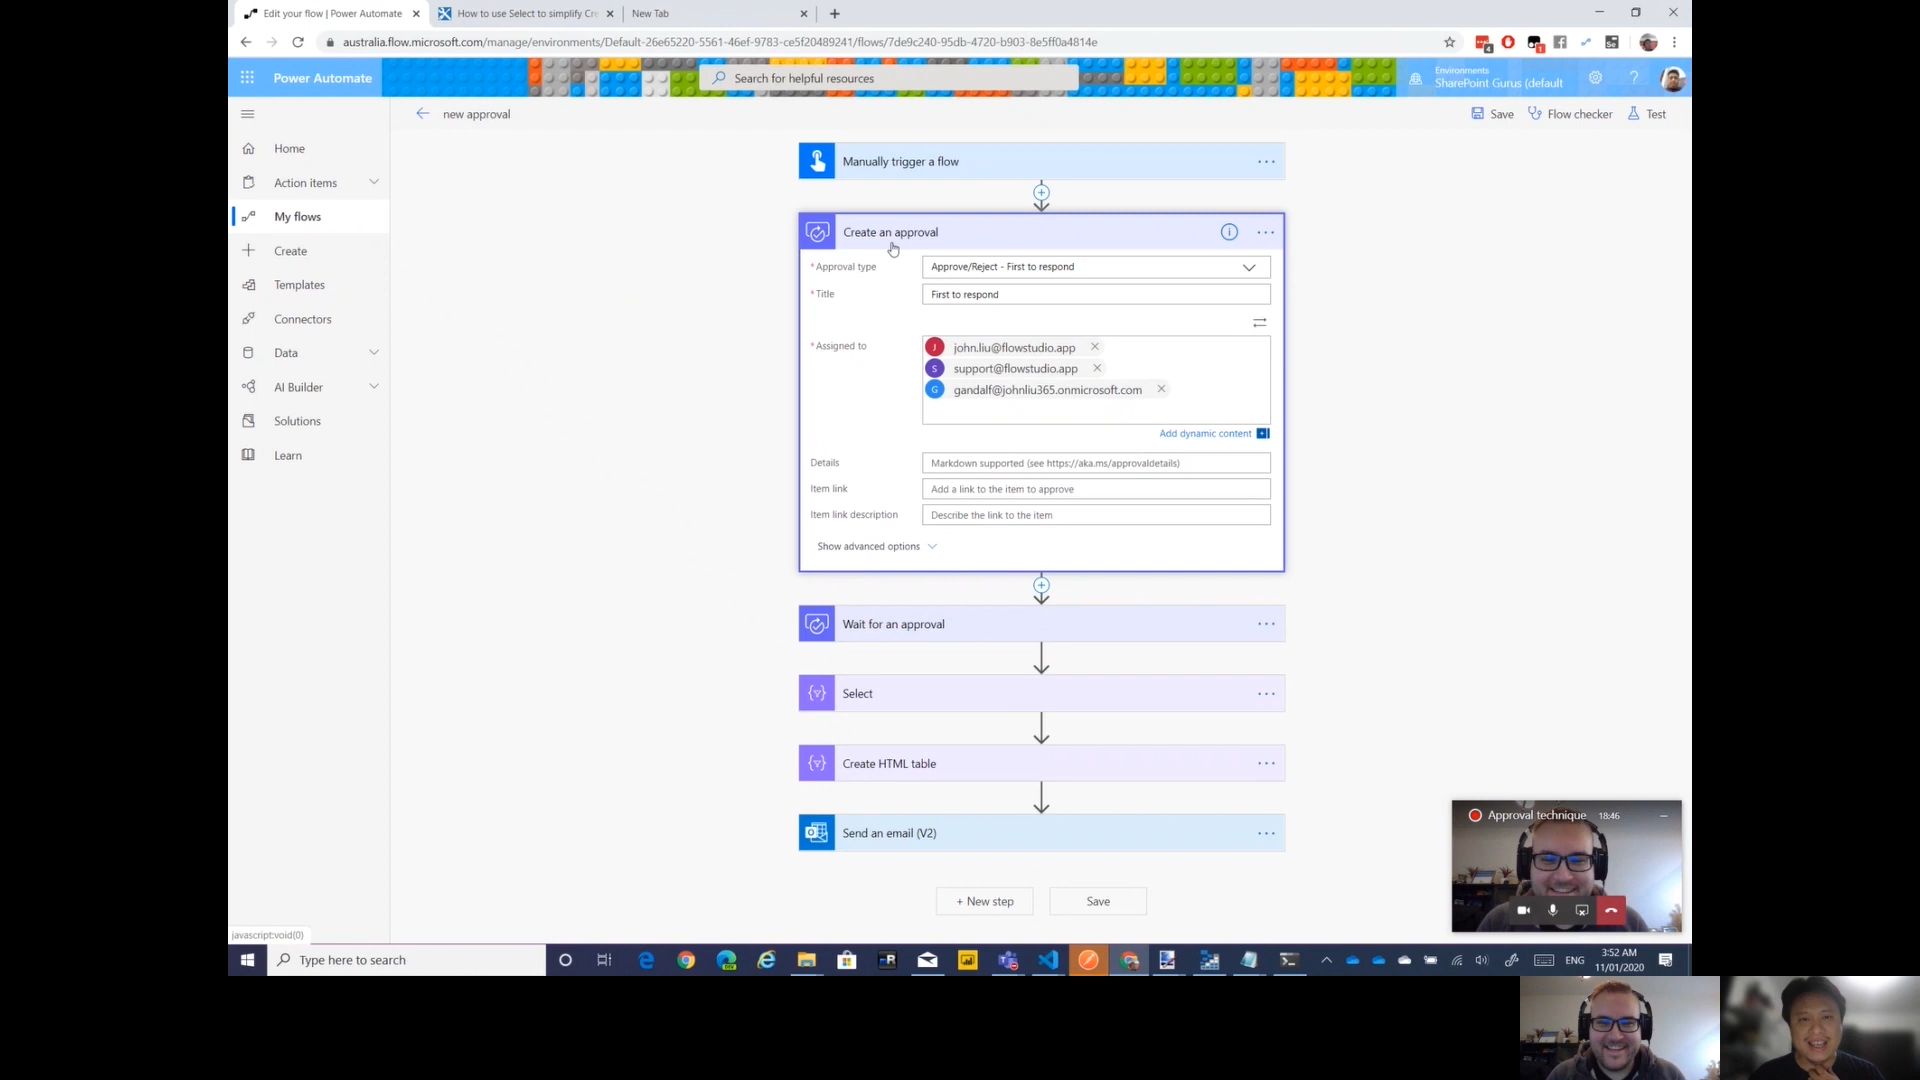 Edit your flow | Power Automate
How to use Select to simplify Cre
New Tab
australia.flow.microsoft.com/manage/environments/Default-26e65220-5561-46ef-9783-ce5f20489241/flows/7de9c240-95db-4720-b903-8e5ff0a4814e
Power Automate
Search for helpful resources
Environments
SharePoint Gurus (default
new approval
Save
Flow checker
Test
Home
Action items
My flows
Create
Templates
Connectors
Data
AI Builder
Solutions
Learn
Manually trigger a flow
Create an approval
* Approval type
Approve/Reject - First to respond
* Title
First to respond
* Assigned to
J john.liu@flowstudio.app
S support@flowstudio.app
G gandalf@johnliu365.onmicrosoft.com
Add dynamic content
Details
Markdown supported (see https://aka.ms/approvaldetails)
Item link
Add a link to the item to approve
Item link description
Describe the link to the item
Show advanced options
Wait for an approval
Select
Create HTML table
Send an email (V2)
+ New step
Save
Approval technique 18:46
javascript:void(0)
Type here to search
ENG
3:52 AM
11/01/2020